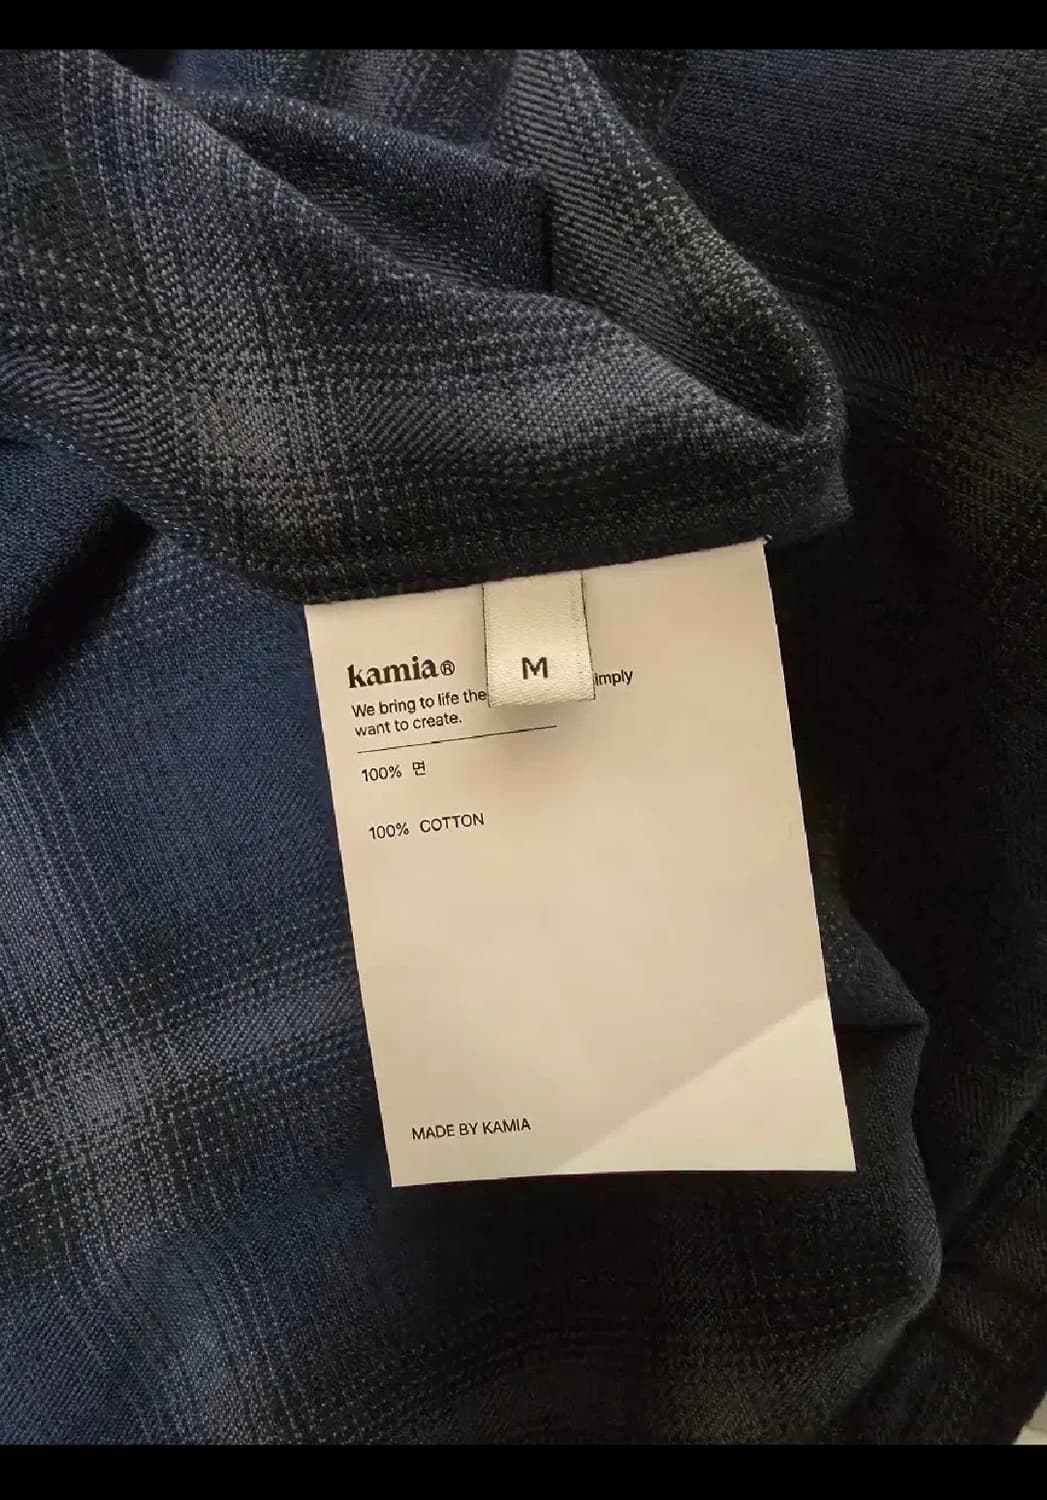 kamia®
M
We bring to life the imply
want to create.
100% 면
100% COTTON
MADE BY KAMIA